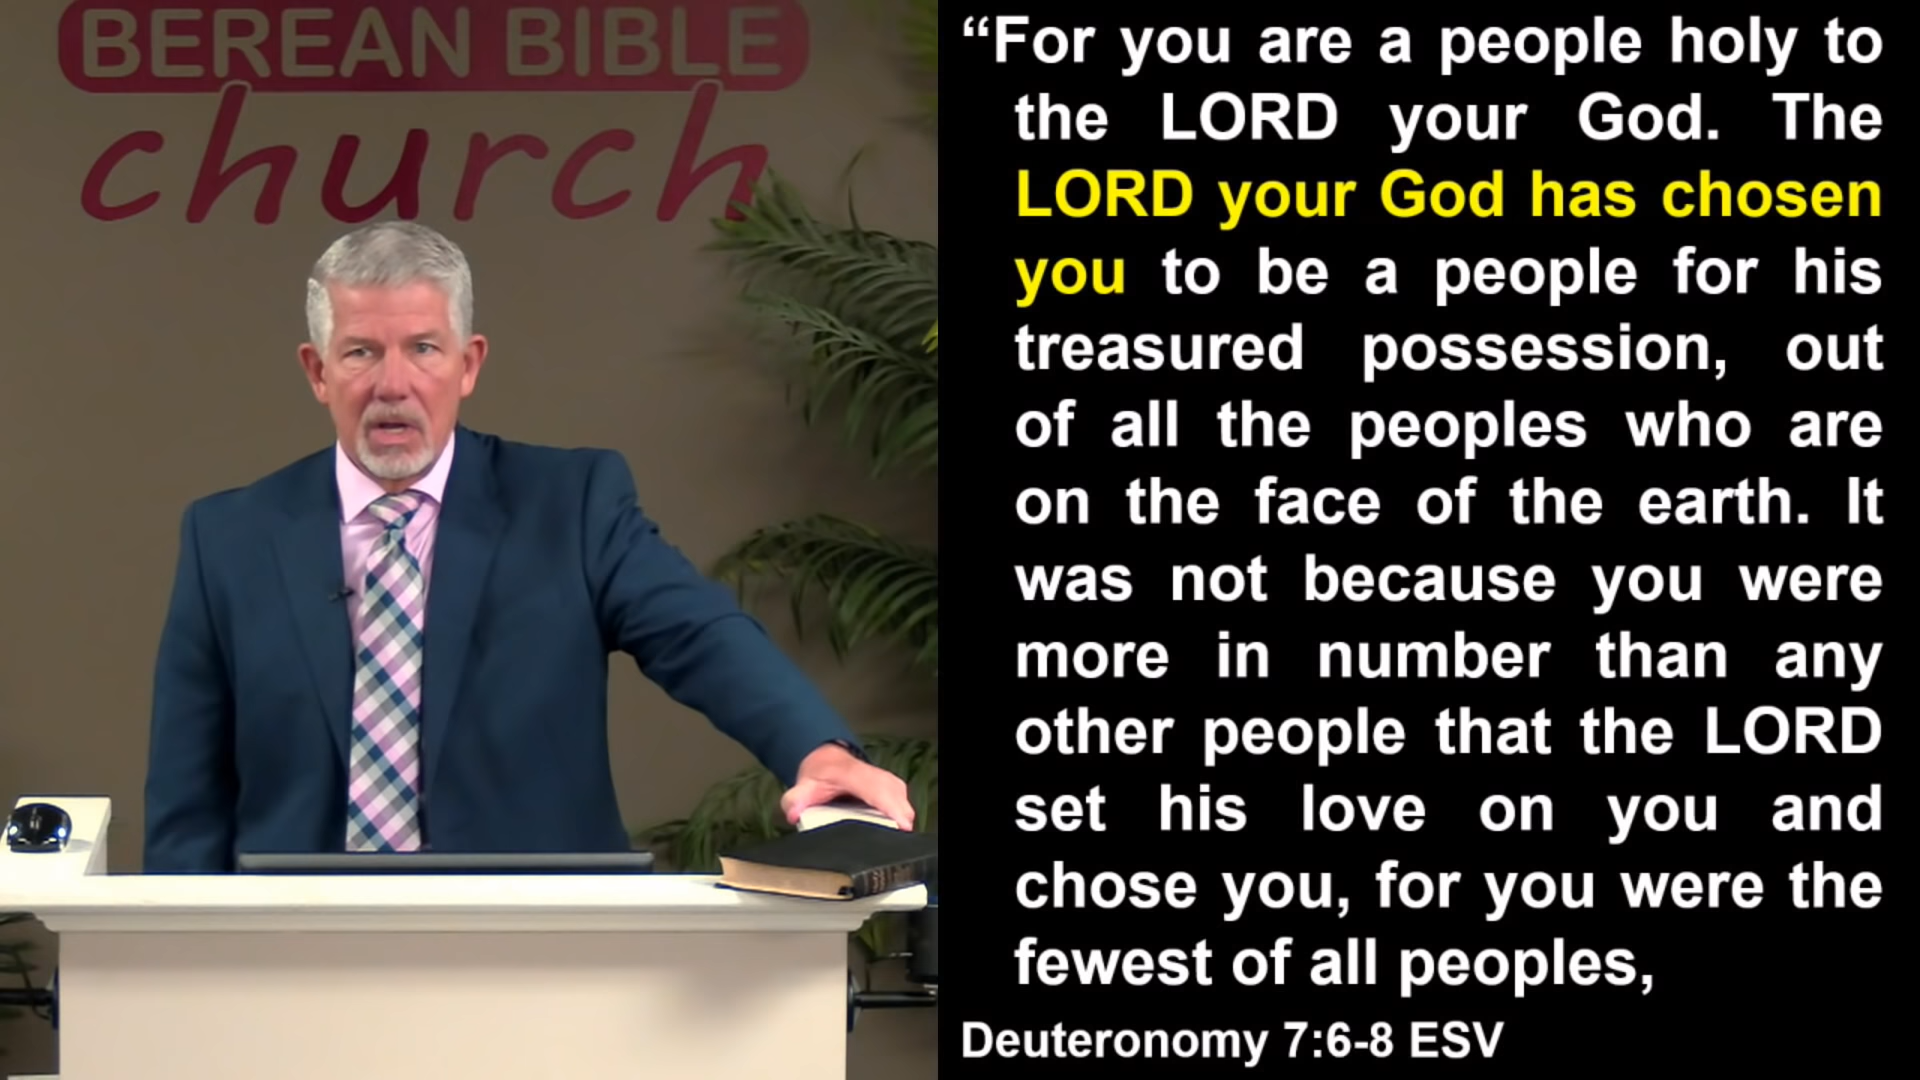 BEREAN BIBLE
church
“For you are a people holy to
the LORD your God. The
LORD your God has chosen
you to be a people for his
treasured possession, out
of all the peoples who are
on the face of the earth. It
was not because you were
more in number than any
other people that the LORD
set his love on you and
chose you, for you were the
fewest of all peoples,
Deuteronomy 7:6-8 ESV